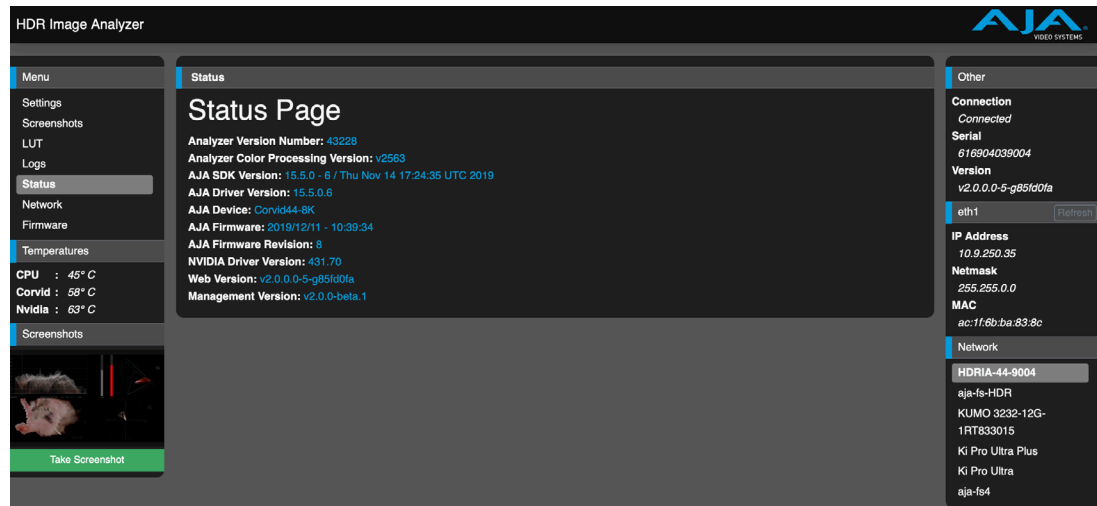 HDR Image Analyzer
AJA
VIDEO SYSTEMS
Menu
Settings
Screenshots
LUT
Logs
Status
Network
Firmware
Temperatures
CPU : 45° C
Corvid : 58° C
Nvidia : 63° C
Screenshots
Take Screenshot
Status
Status Page
Analyzer Version Number: 43228
Analyzer Color Processing Version: v2563
AJA SDK Version: 15.5.0 - 6 / Thu Nov 14 17:24:35 UTC 2019
AJA Driver Version: 15.5.0.6
AJA Device: Corvid44-8K
AJA Firmware: 2019/12/11 - 10:39:34
AJA Firmware Revision: 8
NVIDIA Driver Version: 431.70
Web Version: v2.0.0.0-5-g85fd0fa
Management Version: v2.0.0-beta.1
Other
Connection
Connected
Serial
616904039004
Version
v2.0.0.0-5-g85fd0fa
eth1 Refresh
IP Address
10.9.250.35
Netmask
255.255.0.0
MAC
ac:1f:6b:ba:83:8c
Network
HDRIA-44-9004
aja-fs-HDR
KUMO 3232-12G-
1RT833015
Ki Pro Ultra Plus
Ki Pro Ultra
aja-fs4